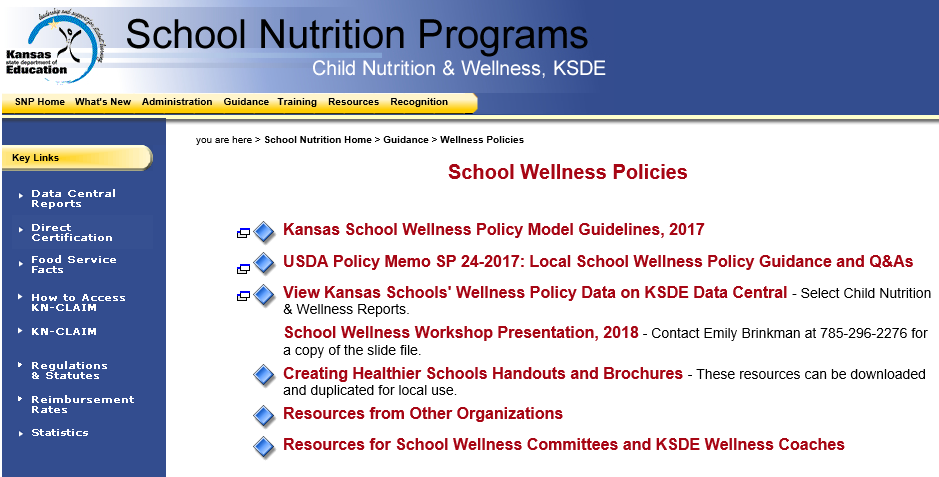 leadership and support for student learning
Kansas
state department of
Education
School Nutrition Programs
Child Nutrition & Wellness, KSDE
SNP Home What's New Administration Guidance Training Resources Recognition
you are here > School Nutrition Home > Guidance > Wellness Policies
Key Links
Data Central
Reports
Direct
Certification
Food Service
Facts
How to Access
KN-CLAIM
KN-CLAIM
Regulations
& Statutes
Reimbursement
Rates
Statistics
School Wellness Policies
Kansas School Wellness Policy Model Guidelines, 2017
USDA Policy Memo SP 24-2017: Local School Wellness Policy Guidance and Q&As
View Kansas Schools' Wellness Policy Data on KSDE Data Central - Select Child Nutrition
& Wellness Reports.
School Wellness Workshop Presentation, 2018 - Contact Emily Brinkman at 785-296-2276 for
a copy of the slide file.
Creating Healthier Schools Handouts and Brochures - These resources can be downloaded
and duplicated for local use.
Resources from Other Organizations
Resources for School Wellness Committees and KSDE Wellness Coaches